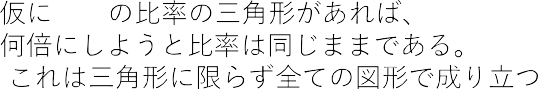 仮に　　の比率の三角形があれば、
何倍にしようと比率は同じままである。
これは三角形に限らず全ての図形で成り立つ